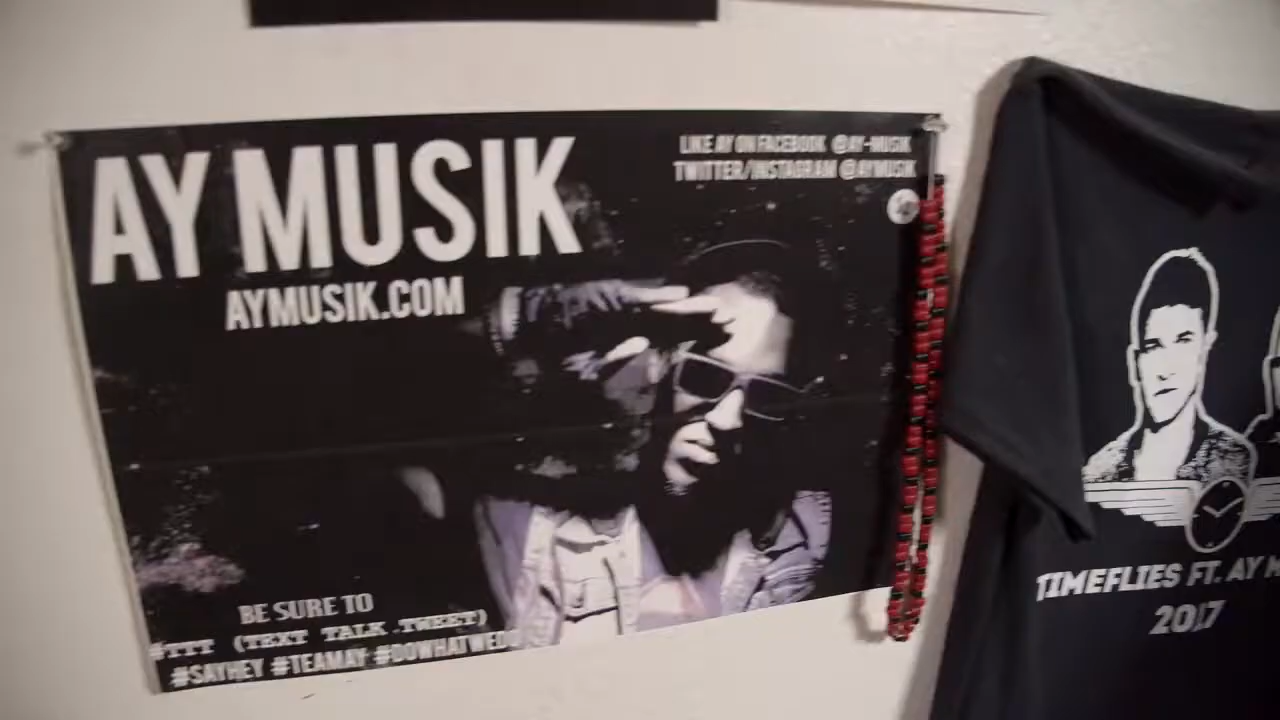 AY MUSIK
AYMUSIK.COM
LIKE AY ON FACEBOOK @AY-MUSIK
TWITTER/INSTAGRAM @AYMUSIK
BE SURE TO
#TTT (TEXT TALK TWEET)
#SAYHEY #TEAMAY #DOWHATWEDO
TIMEFLIES FT. AY
2017